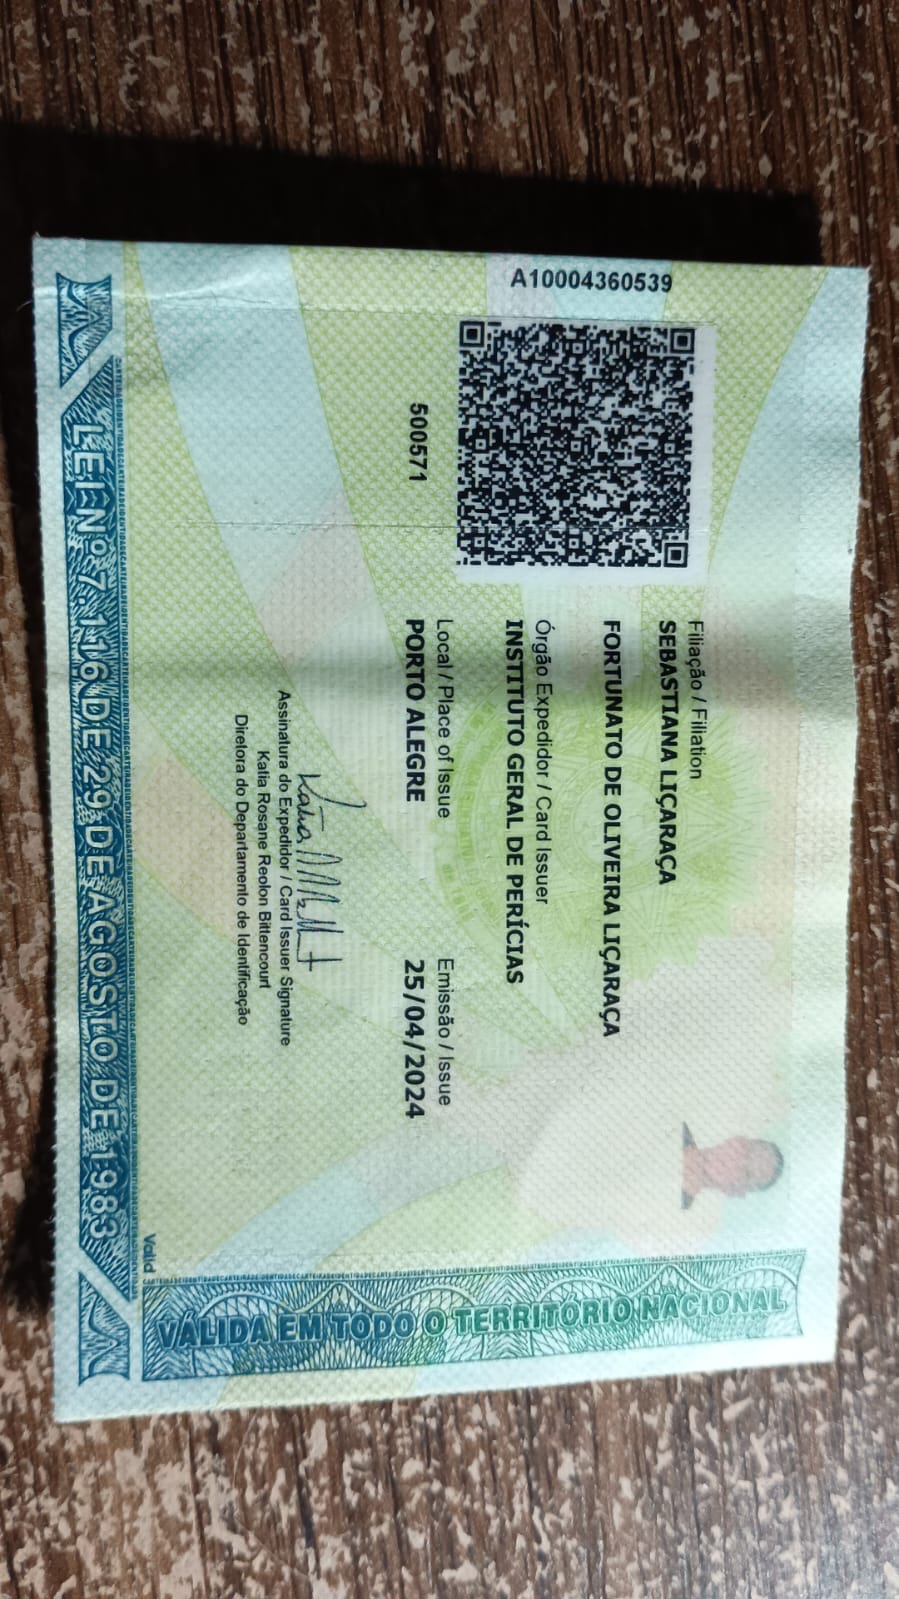 A10004360539
Filiação / Filiation
SEBASTIANA LIÇARAÇA
FORTUNATO DE OLIVEIRA LIÇARAÇA
Órgão Expedidor / Card Issuer
INSTITUTO GERAL DE PERÍCIAS
Local / Place of Issue
PORTO ALEGRE
Emissão / Issue
25/04/2024
500571
Assinatura do Expedidor / Card Issuer Signature
Katia Rosane Reolon Bittencourt
Diretora do Departamento de Identificação
Valid
LEI Nº 7.116 DE 29 DE AGOSTO DE 1983
VÁLIDA EM TODO O TERRITÓRIO NACIONAL